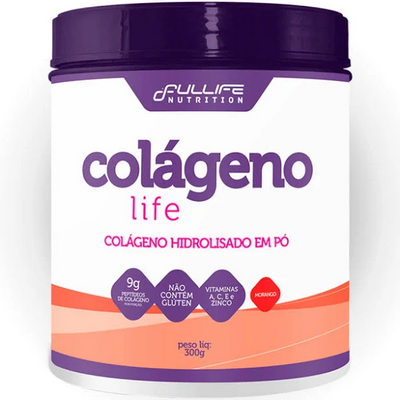 FULLIFE
NUTRITION
colágeno
life
COLÁGENO HIDROLISADO EM PÓ
9g
PEPTÍDEOS
DE COLÁGENO
NÃO
CONTÉM
GLÚTEN
VITAMINAS
A, C, E e
ZINCO
MORANGO
peso líq:
300g